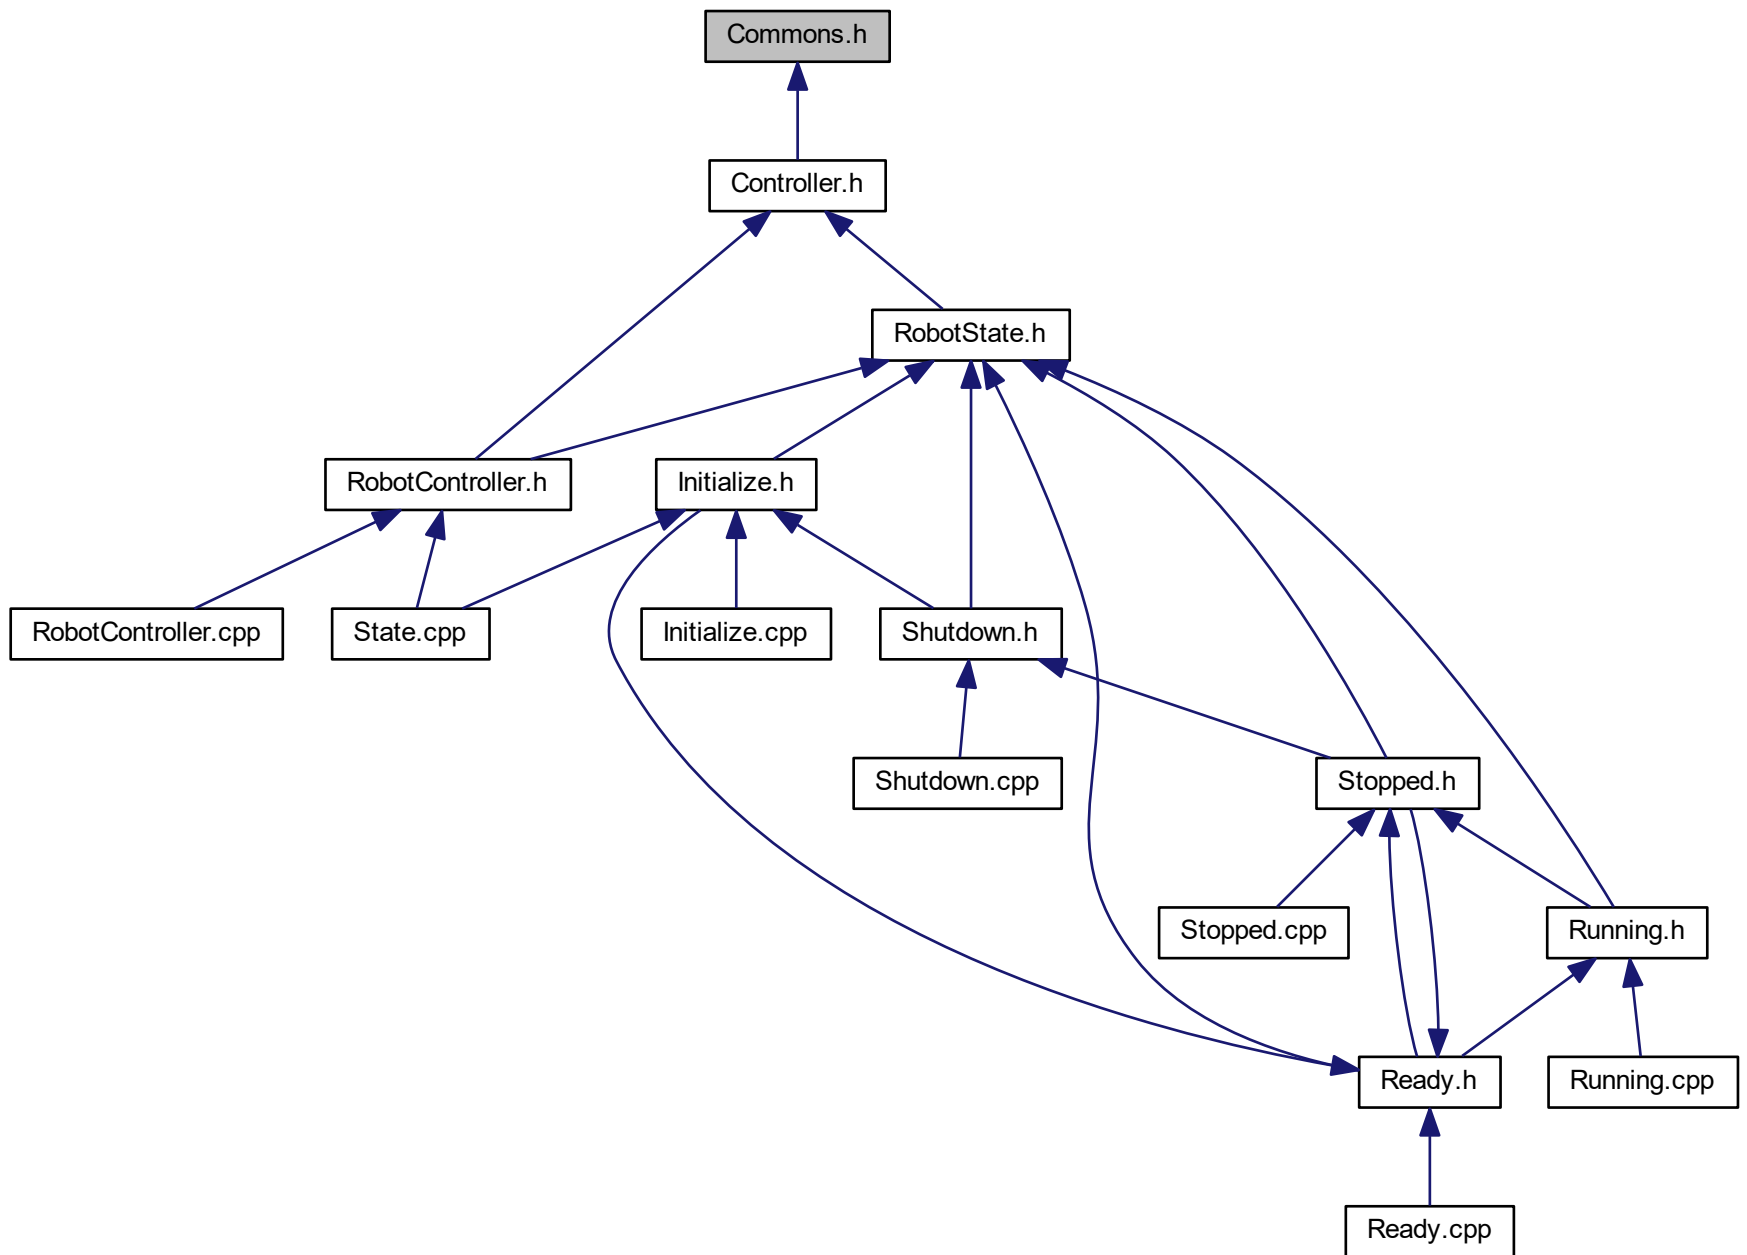 Commons.h
Controller.h
RobotState.h
RobotController.h
Initialize.h
RobotController.cpp
State.cpp
Initialize.cpp
Shutdown.h
Shutdown.cpp
Stopped.h
Stopped.cpp
Running.h
Ready.h
Running.cpp
Ready.cpp